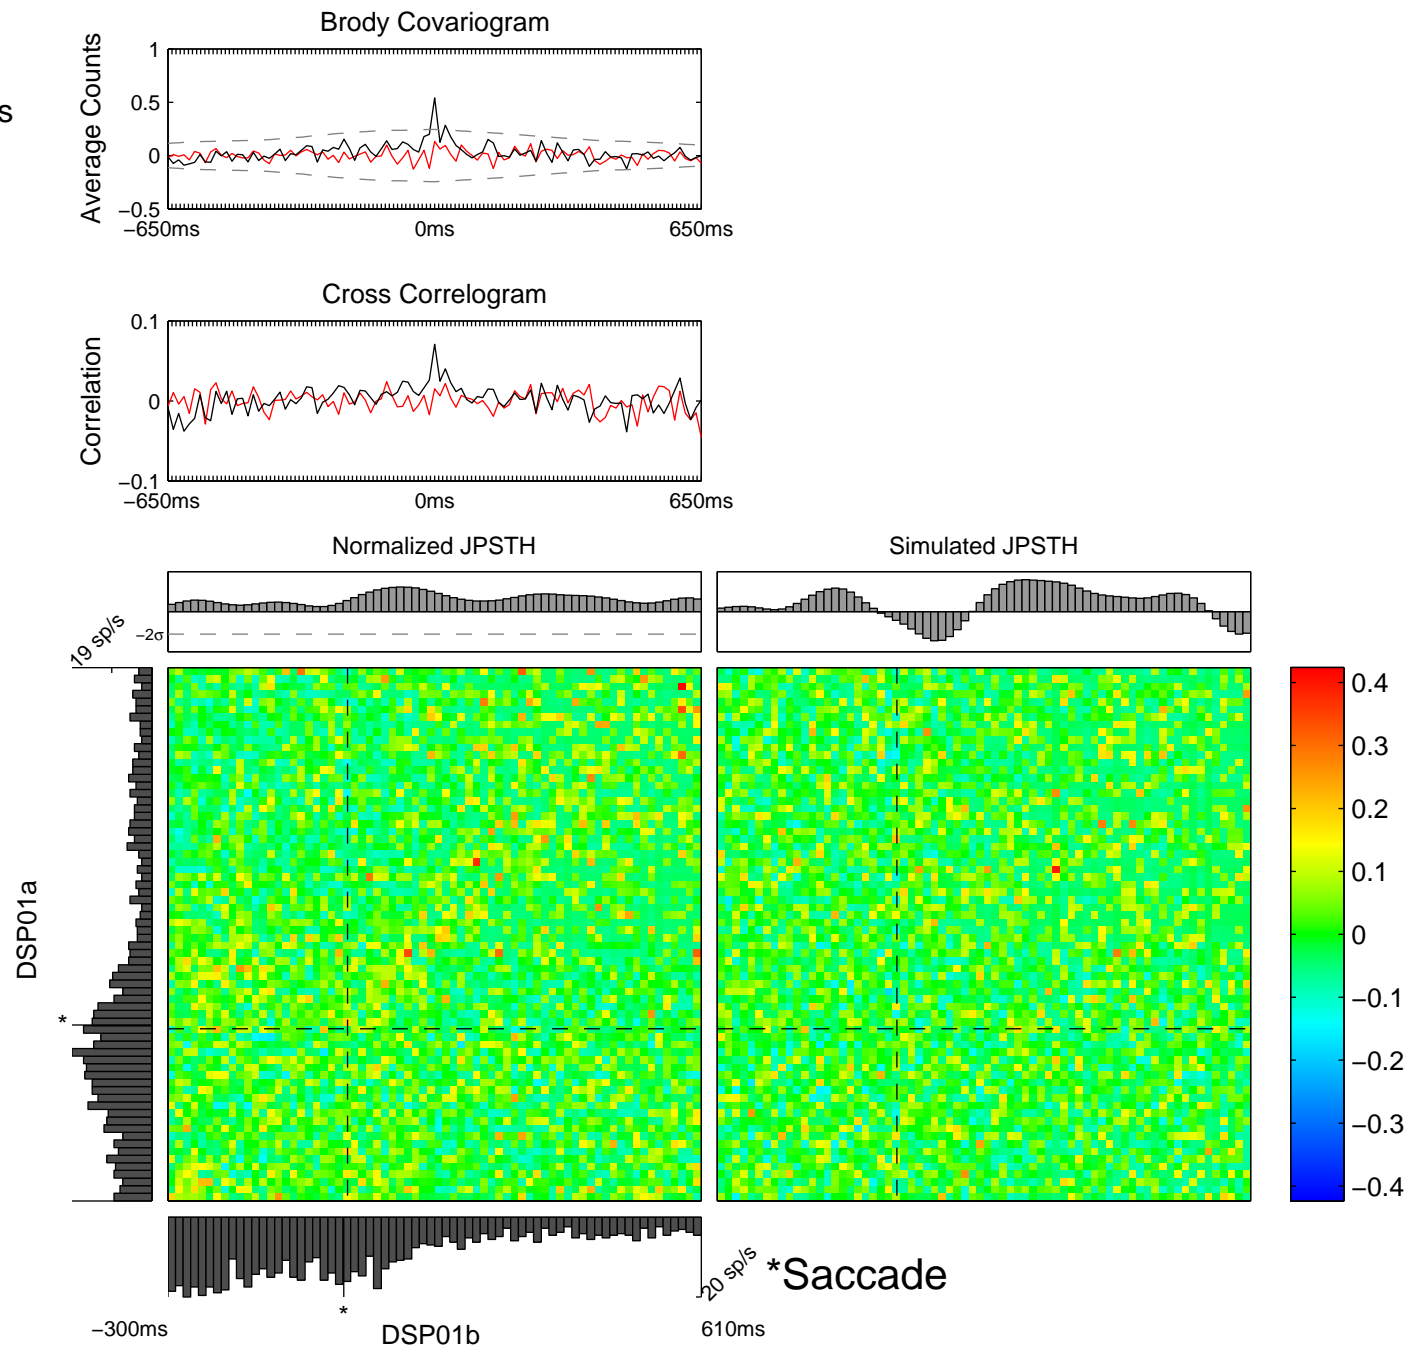 Brody Covariogram
s
Average Counts
1
0.5
0
−0.5
−650ms
0ms
650ms
Cross Correlogram
Correlation
0.1
0
−0.1
−650ms
0ms
650ms
Normalized JPSTH
Simulated JPSTH
−2σ
19 sp/s
DSP01a
*
0.4
0.3
0.2
0.1
0
−0.1
−0.2
−0.3
−0.4
20 sp/s
*Saccade
*
−300ms
DSP01b
610ms